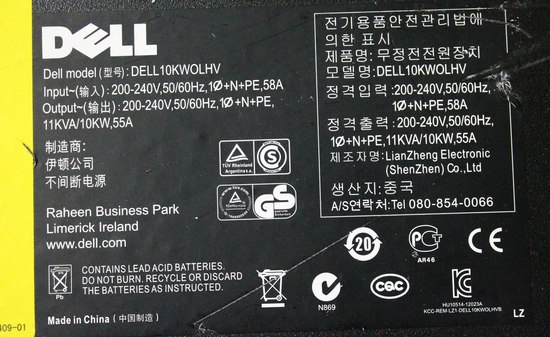 DELL
Dell model(型号): DELL10KWOLHV
Input~(输入): 200-240V,50/60Hz,1Ø+N+PE,58A
Output~(输出): 200-240V,50/60Hz,1Ø+N+PE,
11KVA/10KW,55A
制造商:
伊顿公司
不间断电源
Raheen Business Park
Limerick Ireland
www.dell.com
TÜV Rheinland
Argentina s.a.
S
GS
전기용품안전관리법에
의한 표시
제품명: 무정전전원장치
모델명:DELL10KWOLHV
정격입력:200-240V,50/60Hz,
1Ø+N+PE,58A
정격출력:200-240V,50/60Hz,
1Ø+N+PE,11KVA/10KW,55A
제조자명:LianZheng Electronic
(ShenZhen) Co.,Ltd
생산지:중국
A/S연락처:Tel 080-854-0066
20
PG
АЯ46
CE
Pb
CONTAINS LEAD ACID BATTERIES.
DO NOT BURN. RECYCLE OR DISCARD
THE BATTERIES AS INSTRUCTED.
N869
CQC
HU10514-12023A
KCC-REM-LZ1-DELL10KWOLHVB
Made in China (中国制造)
LZ
409-01